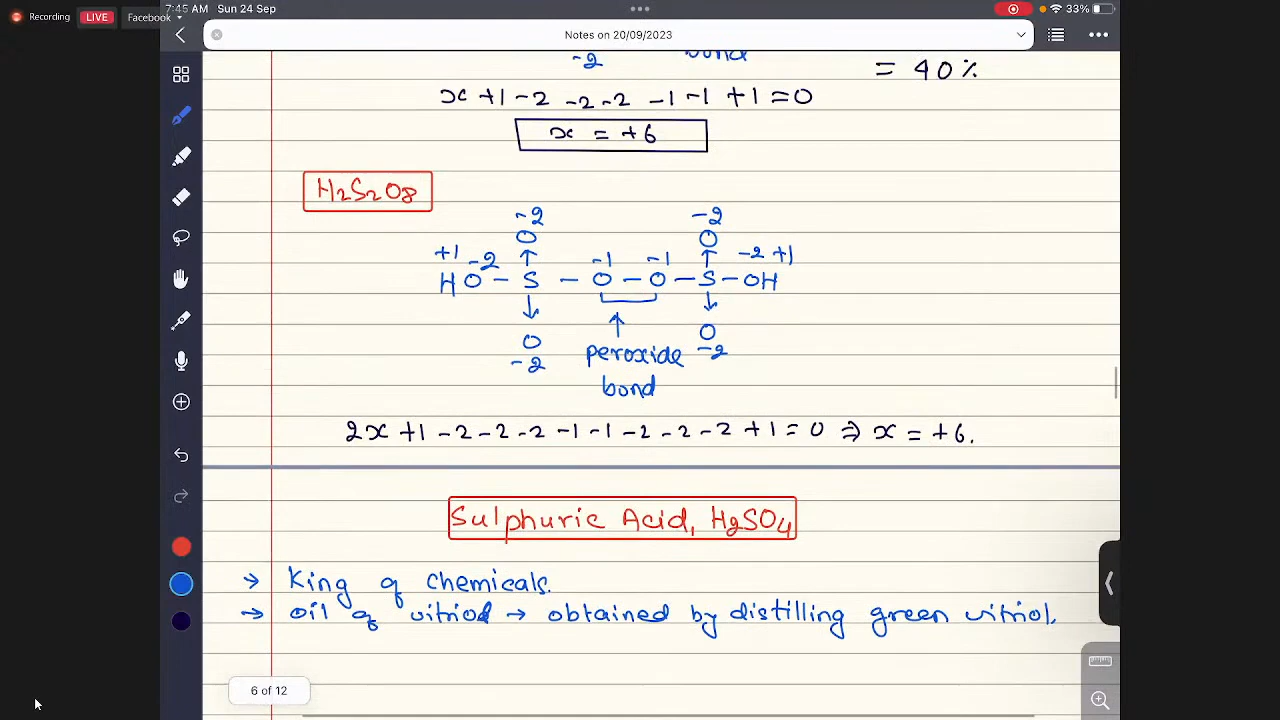 Recording LIVE Facebook
7:45 AM Sun 24 Sep 33%
Notes on 20/09/2023
-2 bond = 40%
x +1 -2 -2 -2 -1 -1 +1 = 0
x = +6
H2S2O8
-2 -2
O O
+1 -2 -1 -1 -2 +1
HO - S - O - O - S - OH
O O
-2 peroxide -2
bond
2x +1 -2 -2 -2 -1 -1 -2 -2 -2 +1 = 0 ⇒ x = +6.
Sulphuric Acid, H2SO4
→ King of chemicals.
→ oil of vitriol → obtained by distilling green vitriol.
6 of 12